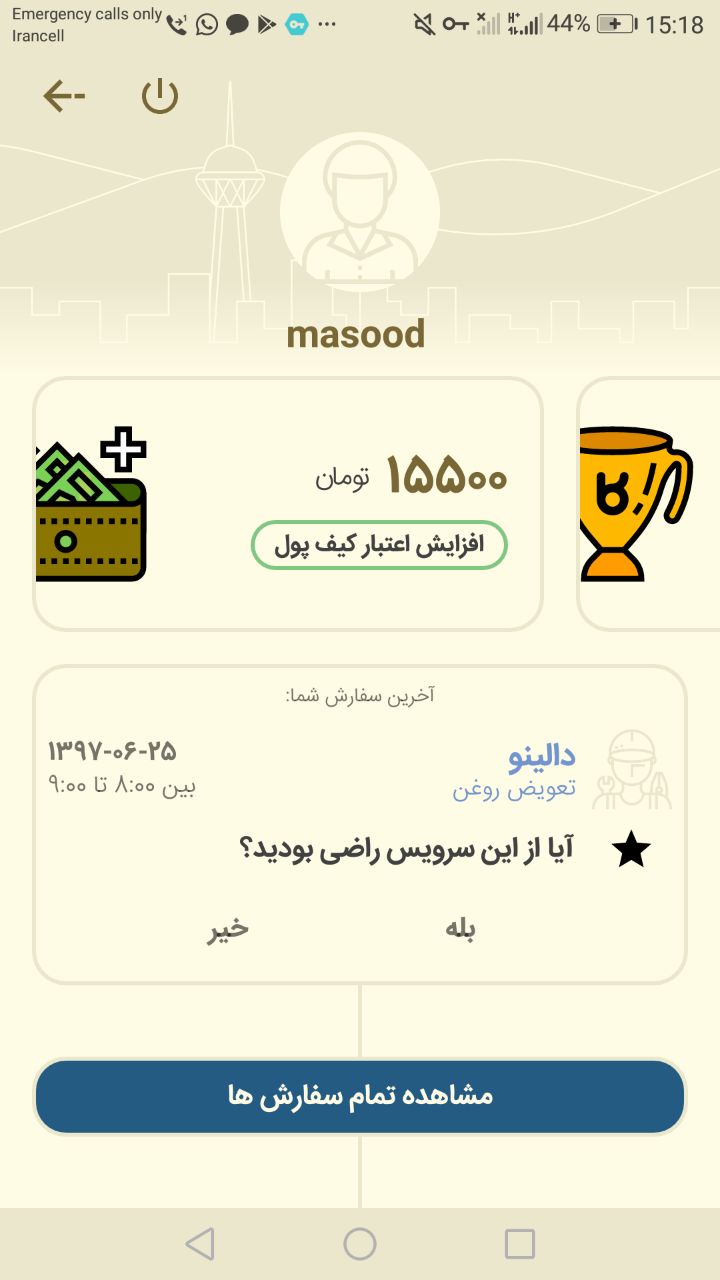 Emergency calls only
Irancell
44% 15:18
masood
۱۵۵۰۰ تومان
افزایش اعتبار کیف پول
آخرین سفارش شما:
دالینو
۱۳۹۷-۰۶-۲۵
تعویض روغن
بین ۸:۰۰ تا ۹:۰۰
آیا از این سرویس راضی بودید؟
بله
خیر
مشاهده تمام سفارش ها